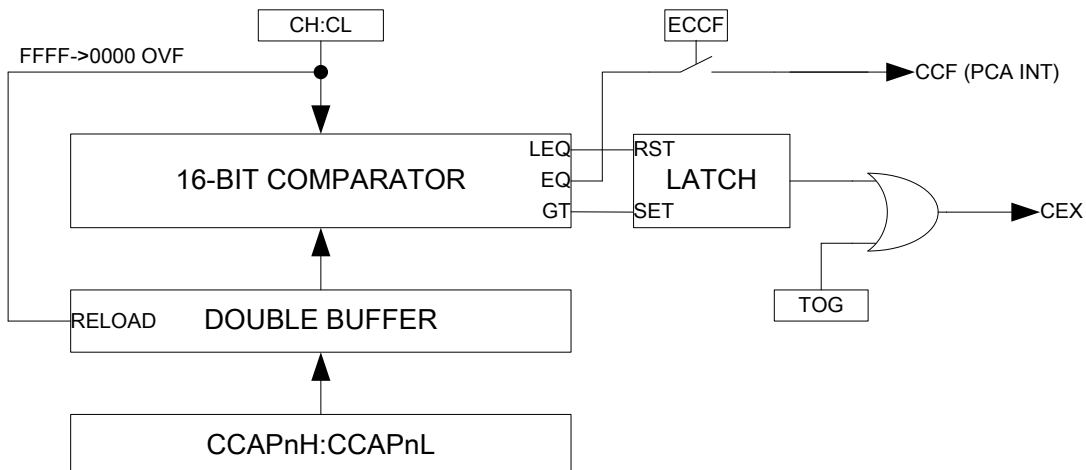 CH:CL
ECCF
FFFF->0000 OVF
CCF (PCA INT)
16-BIT COMPARATOR
LEQ
EQ
GT
RST
LATCH
SET
CEX
TOG
RELOAD
DOUBLE BUFFER
CCAPnH:CCAPnL